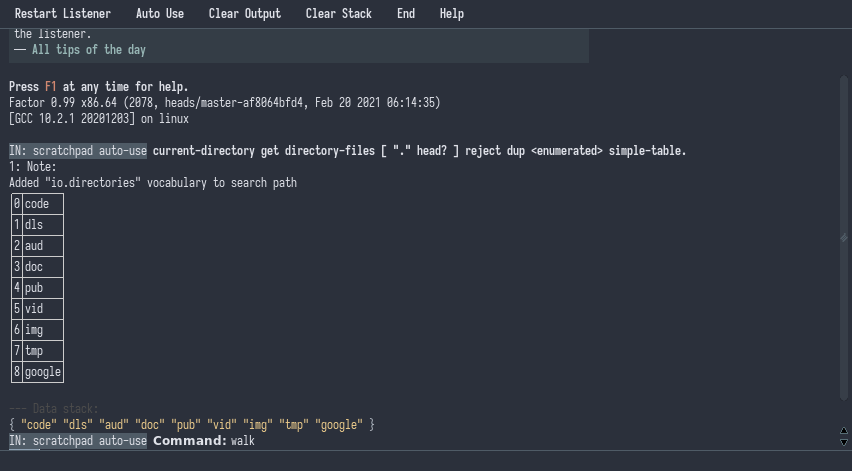 Restart Listener Auto Use Clear Output Clear Stack End Help
the listener.
— All tips of the day
Press F1 at any time for help.
Factor 0.99 x86.64 (2078, heads/master-af8064bfd4, Feb 20 2021 06:14:35)
[GCC 10.2.1 20201203] on linux
IN: scratchpad auto-use current-directory get directory-files [ "." head? ] reject dup <enumerated> simple-table.
1: Note:
Added "io.directories" vocabulary to search path
0 code
1 dls
2 aud
3 doc
4 pub
5 vid
6 img
7 tmp
8 google
--- Data stack:
{ "code" "dls" "aud" "doc" "pub" "vid" "img" "tmp" "google" }
IN: scratchpad auto-use Command: walk